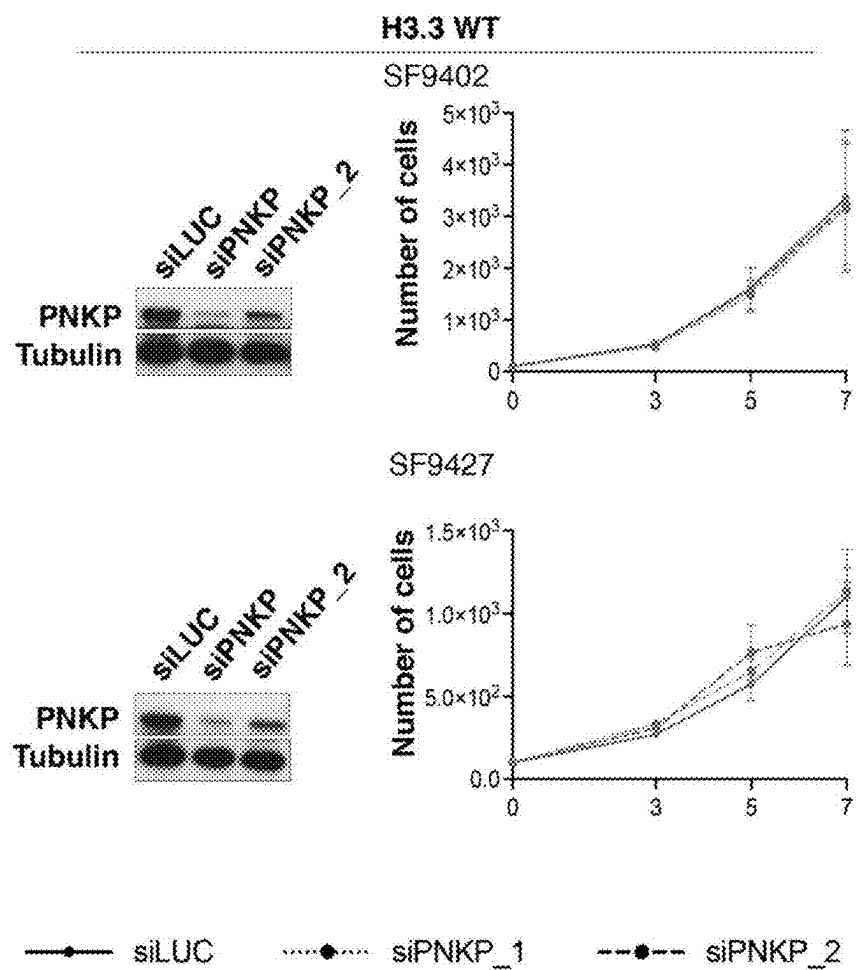 H3.3 WT
SF9402
siLUC
siPNKP
siPNKP_2
PNKP
Tubulin
Number of cells
5×10³
4×10³
3×10³
2×10³
1×10³
0
0 3 5 7
SF9427
siLUC
siPNKP
siPNKP_2
PNKP
Tubulin
Number of cells
1.5×10³
1.0×10³
5.0×10²
0.0
0 3 5 7
siLUC siPNKP_1 siPNKP_2